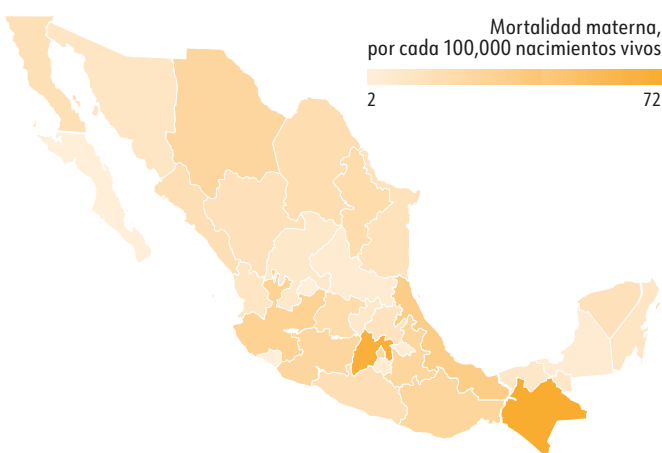 Mortalidad materna,
por cada 100,000 nacimientos vivos
2 72